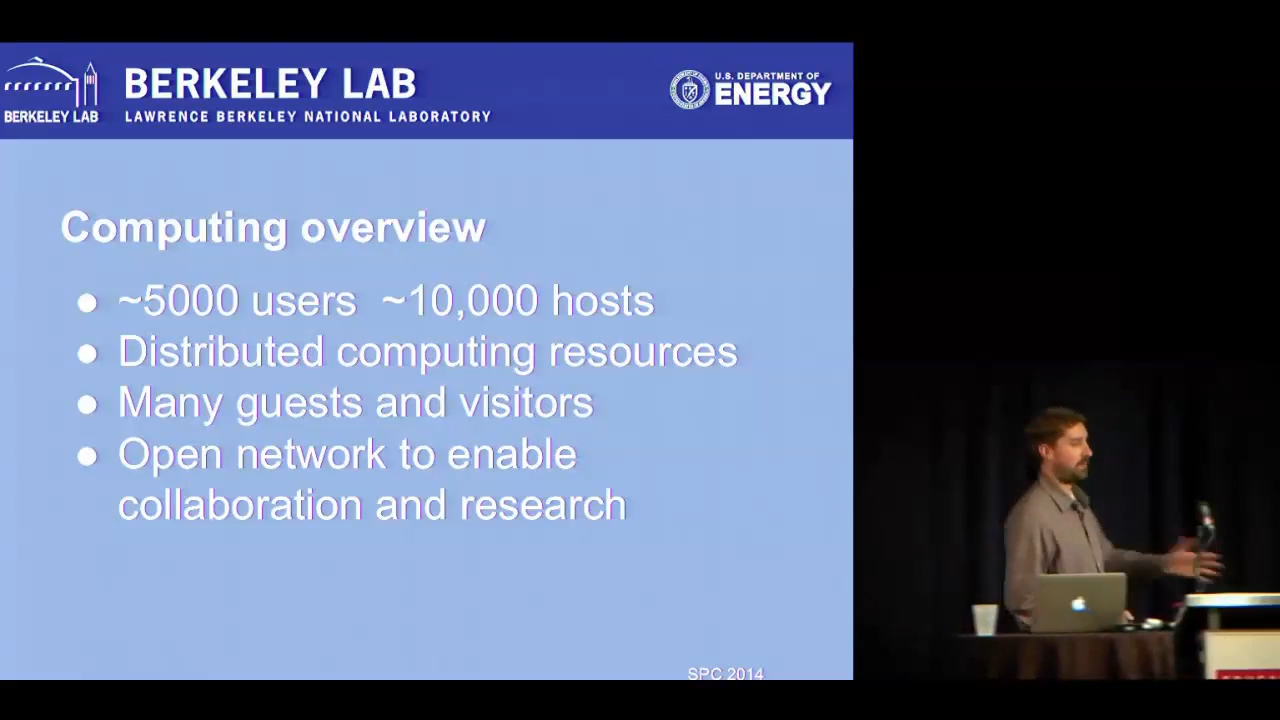 BERKELEY LAB
BERKELEY LAB
LAWRENCE BERKELEY NATIONAL LABORATORY
U.S. DEPARTMENT OF
ENERGY
Computing overview
● ~5000 users ~10,000 hosts
● Distributed computing resources
● Many guests and visitors
● Open network to enable
collaboration and research
SPC 2014